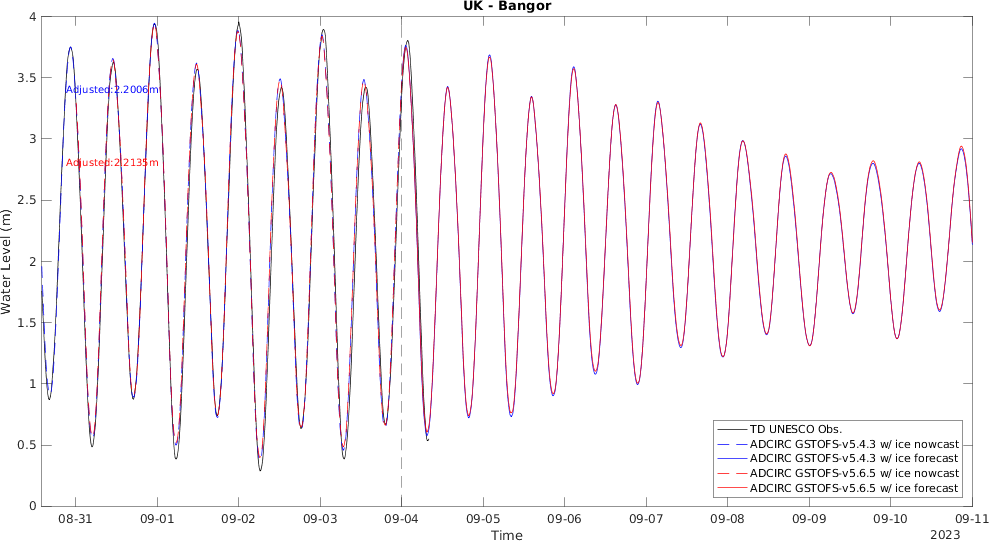 UK - Bangor
4
3.5
3
2.5
2
1.5
1
0.5
0
Water Level (m)
Adjusted:2.2006m
Adjusted:2.2135m
TD UNESCO Obs.
ADCIRC GSTOFS-v5.4.3 w/ ice nowcast
ADCIRC GSTOFS-v5.4.3 w/ ice forecast
ADCIRC GSTOFS-v5.6.5 w/ ice nowcast
ADCIRC GSTOFS-v5.6.5 w/ ice forecast
08-31 09-01 09-02 09-03 09-04 09-05 09-06 09-07 09-08 09-09 09-10 09-11
Time
2023